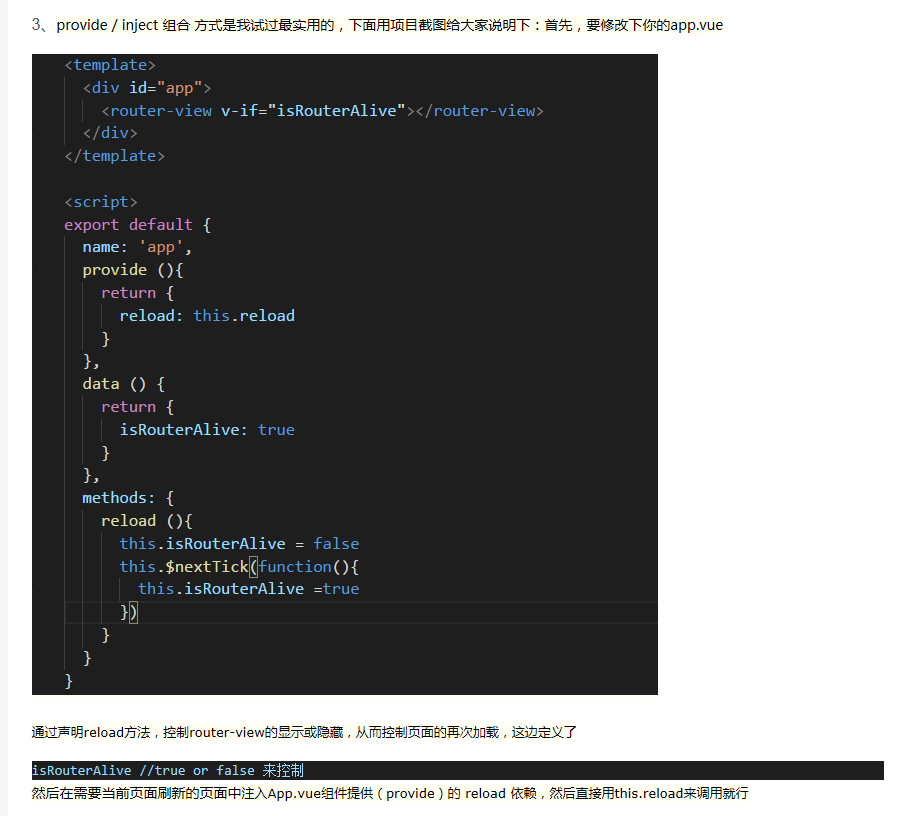 3、provide / inject 组合 方式是我试过最实用的，下面用项目截图给大家说明下：首先，要修改下你的app.vue
<template>
<div id="app">
<router-view v-if="isRouterAlive"></router-view>
</div>
</template>
<script>
export default {
name: 'app',
provide (){
return {
reload: this.reload
}
},
data () {
return {
isRouterAlive: true
}
},
methods: {
reload (){
this.isRouterAlive = false
this.$nextTick(function(){
this.isRouterAlive =true
})
}
}
}
通过声明reload方法，控制router-view的显示或隐藏，从而控制页面的再次加载，这边定义了
isRouterAlive //true or false 来控制
然后在需要当前页面刷新的页面中注入App.vue组件提供（provide）的 reload 依赖，然后直接用this.reload来调用就行